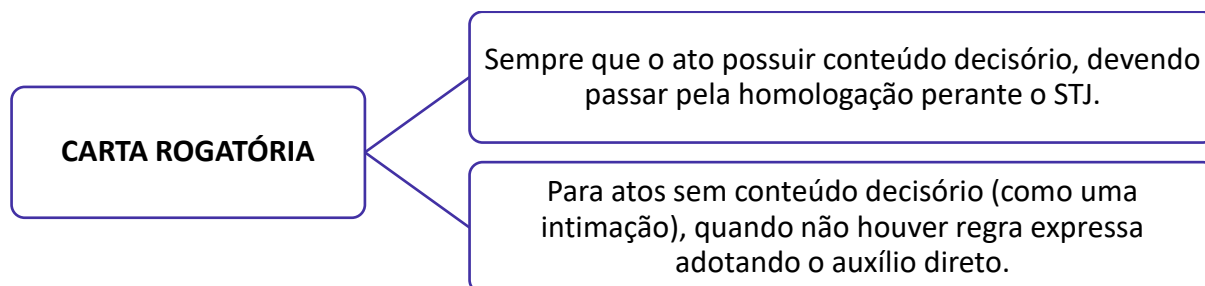 CARTA ROGATÓRIA
Sempre que o ato possuir conteúdo decisório, devendo
passar pela homologação perante o STJ.
Para atos sem conteúdo decisório (como uma
intimação), quando não houver regra expressa
adotando o auxílio direto.